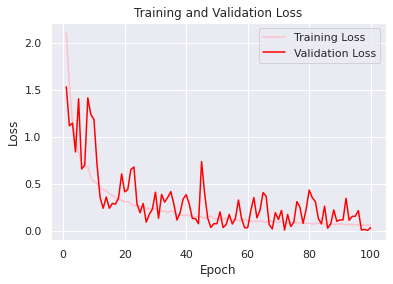 Training and Validation Loss
Training Loss
Validation Loss
2.0
1.5
1.0
0.5
0.0
Loss
0 20 40 60 80 100
Epoch